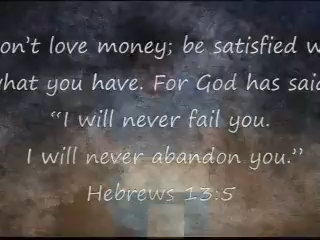 on't love money; be satisfied w
what you have. For God has said
"I will never fail you.
I will never abandon you."
Hebrews 13:5